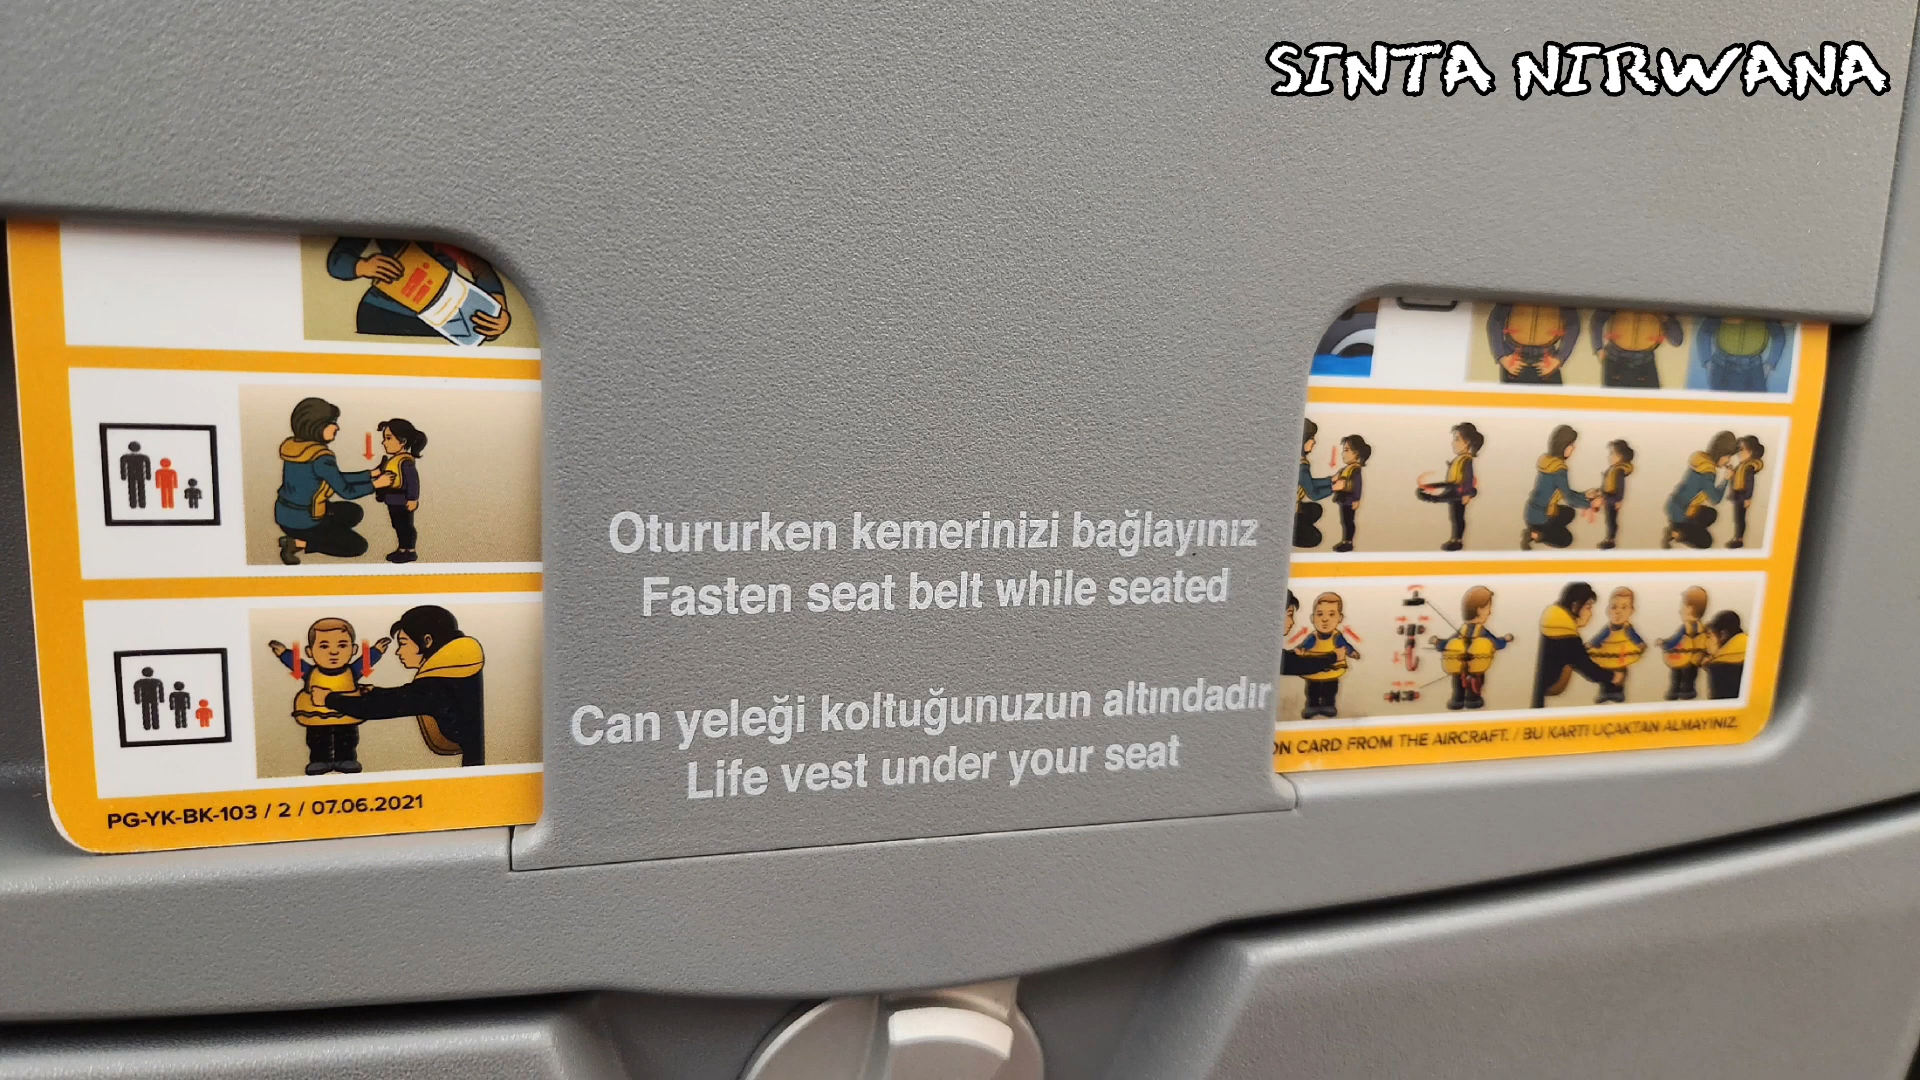 SINTA NIRWANA
Otururken kemerinizi bağlayınız
Fasten seat belt while seated
Can yeleği koltuğunuzun altındadır
Life vest under your seat
PG-YK-BK-103 / 2 / 07.06.2021
CARD FROM THE AIRCRAFT. / BU KARTI UÇAKTAN ALMAYINIZ.